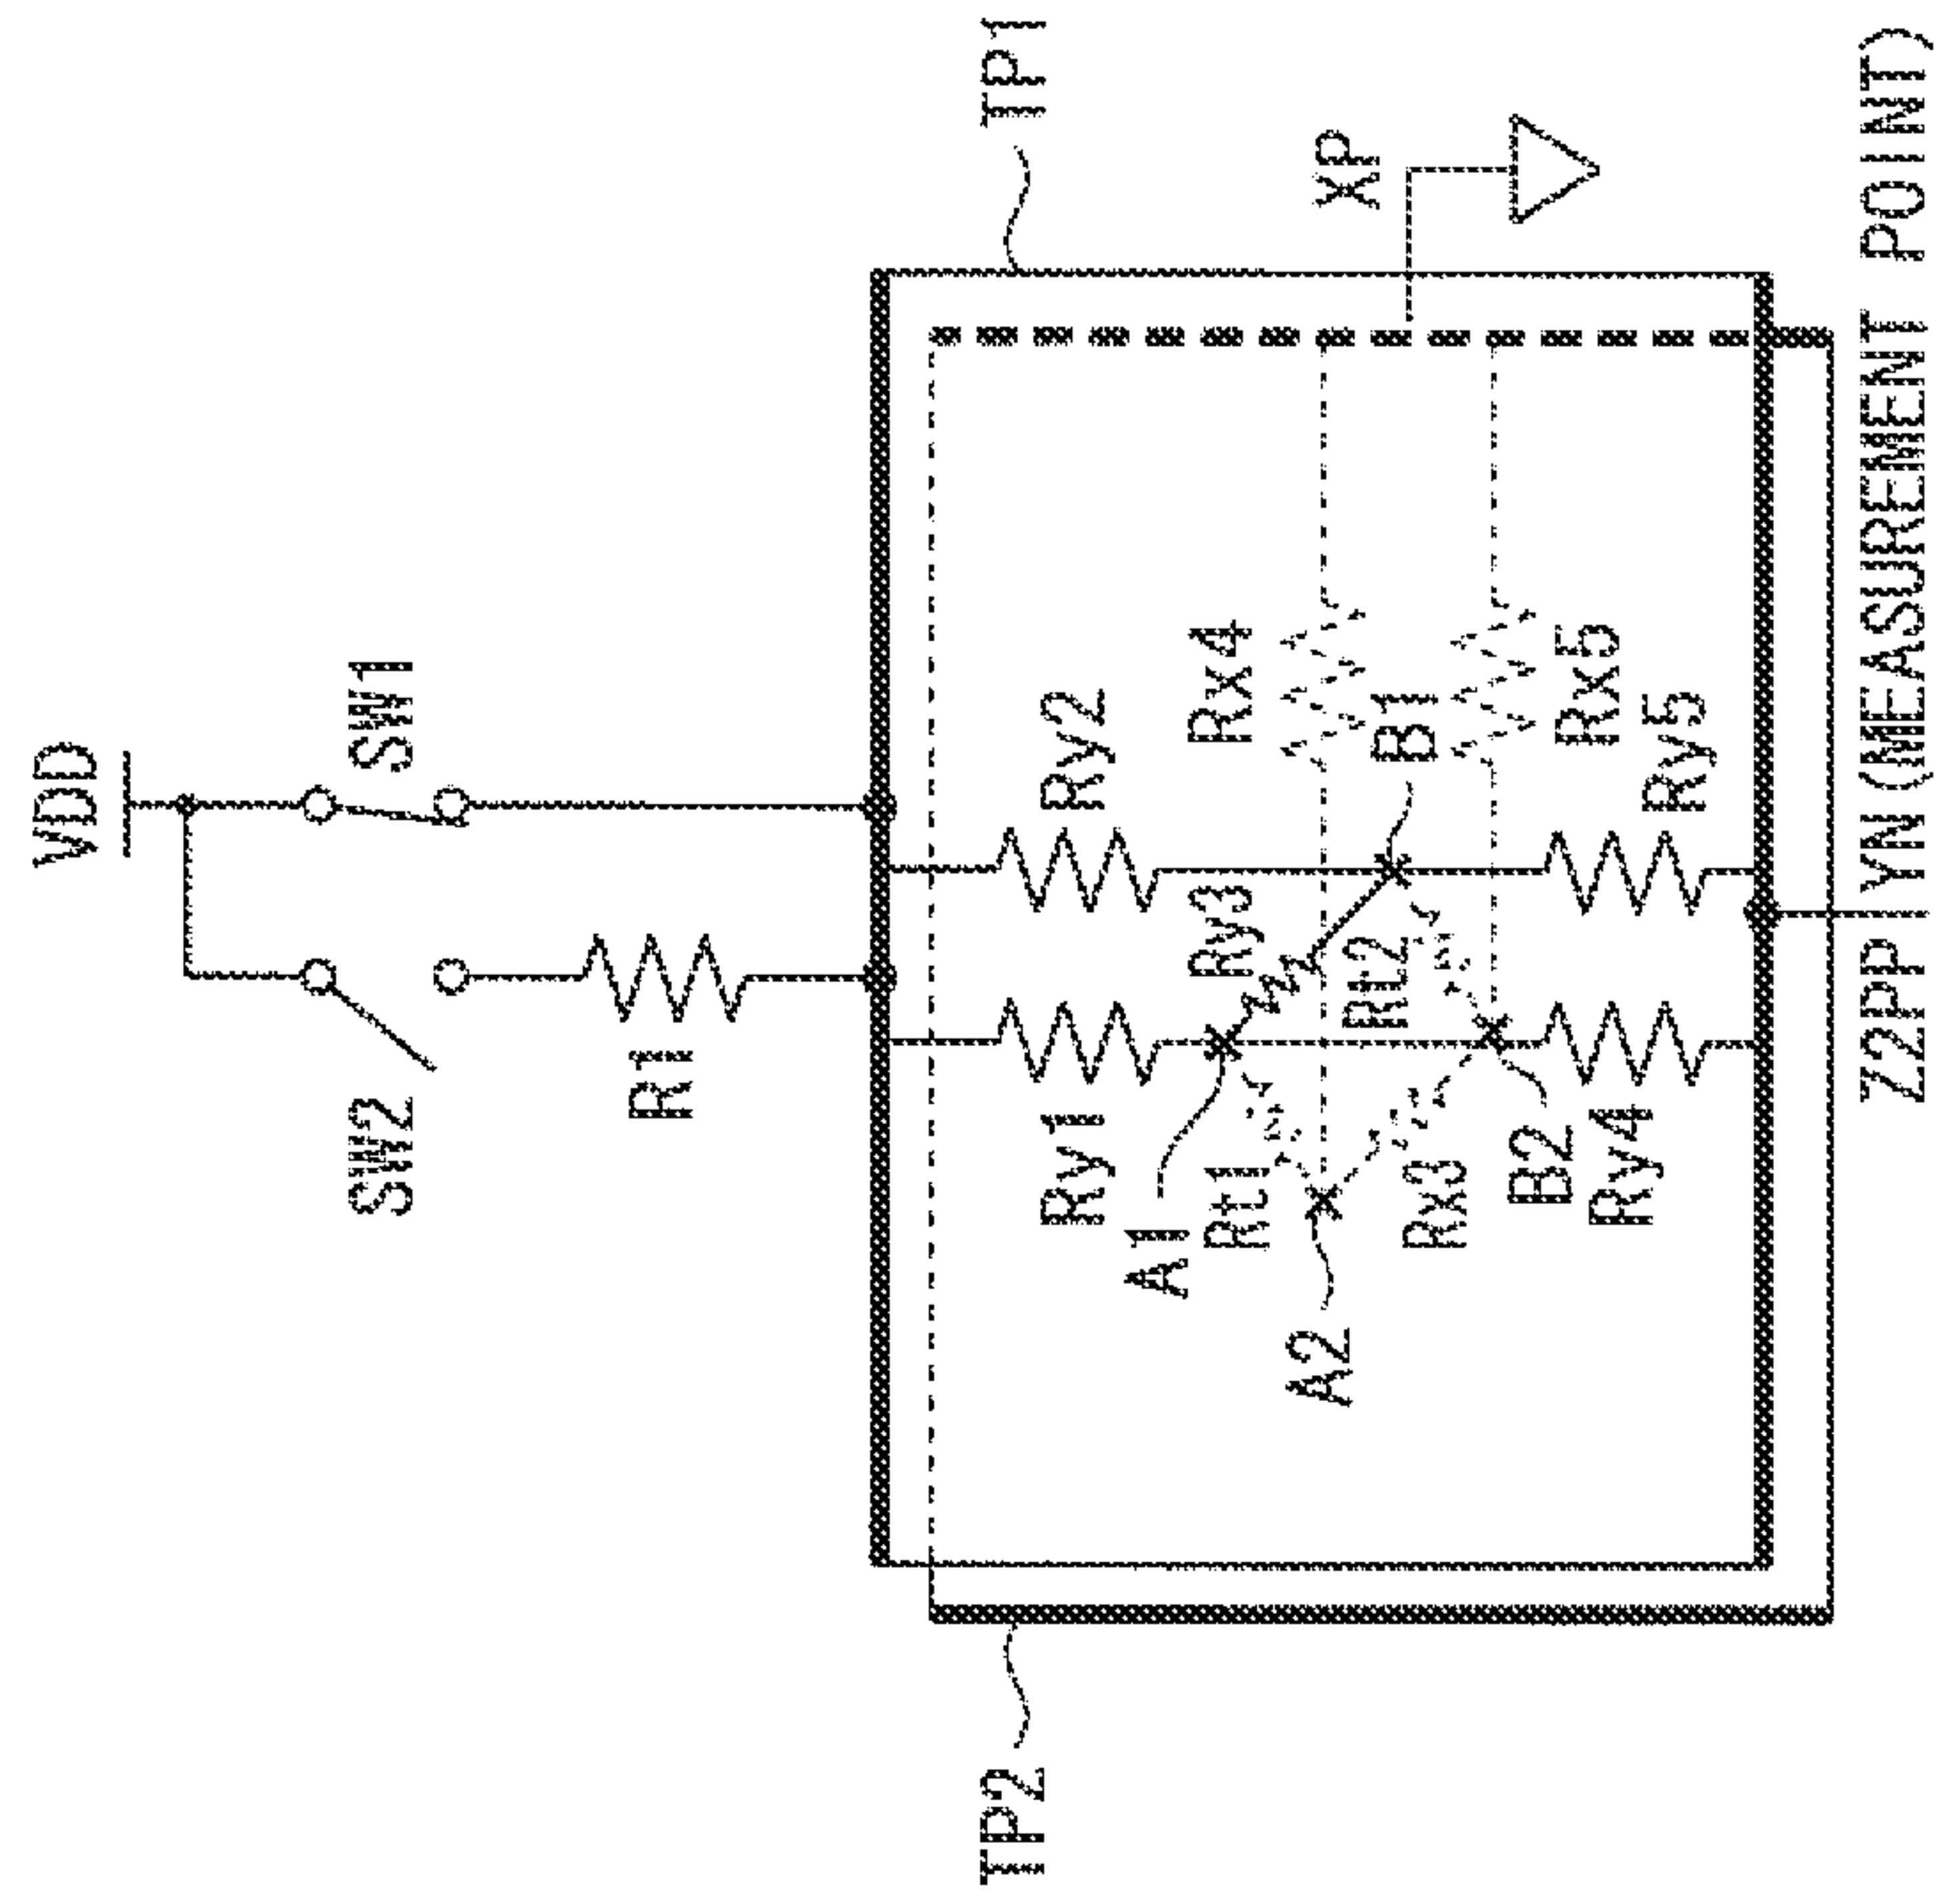 VDD
SW2
SW1
R1
TP2
TP1
Ry1
Ry2
A1
Rt1
Ry3
Rx4
XP
A2
Rx3
Rt2
B1
B2
Rx5
Ry4
Ry5
Z2PP YN (MEASUREMENT POINT)